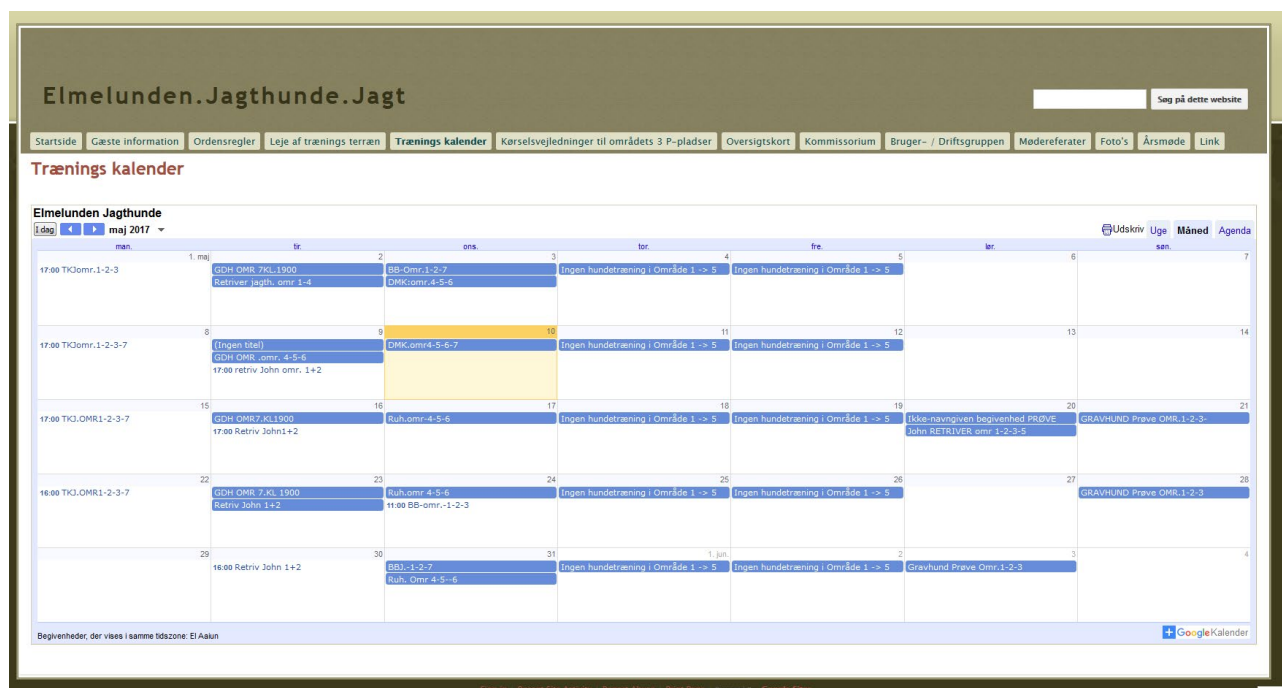 Elmelunden.Jagthunde.Jagt
Søg på dette website
Startside Gæste information Ordensregler Leje af trænings terræn Trænings kalender Kørselsvejledninger til områdets 3 P-pladser Oversigtskort Kommissorium Bruger- / Driftsgruppen Mødereferater Foto's Årsmøde Link
Trænings kalender
Elmelunden Jagthunde
I dag maj 2017 Udskriv Uge Måned Agenda
man. tir. ons. tor. fre. lør. søn.
1. maj 2 3 4 5 6 7
17:00 TKJomr.1-2-3 GDH OMR 7KL.1900 BB-Omr.1-2-7 Ingen hundetræning i Område 1 -> 5 Ingen hundetræning i Område 1 -> 5
Retriver jagth. omr 1-4 DMK:omr.4-5-6
8 9 10 11 12 13 14
17:00 TKJomr.1-2-3-7 (Ingen titel) DMK.omr4-5-6-7 Ingen hundetræning i Område 1 -> 5 Ingen hundetræning i Område 1 -> 5
GDH OMR .omr. 4-5-6
17:00 retriv John omr. 1+2
15 16 17 18 19 20 21
17:00 TKJ.OMR1-2-3-7 GDH OMR7.KL1900 Ruh.omr-4-5-6 Ingen hundetræning i Område 1 -> 5 Ingen hundetræning i Område 1 -> 5 Ikke-navngiven begivenhed PRØVE GRAVHUND Prøve OMR.1-2-3-
17:00 Retriv John1+2 John RETRIVER omr 1-2-3-5
22 23 24 25 26 27 28
16:00 TKJ.OMR1-2-3-7 GDH OMR 7.KL 1900 Ruh.omr 4-5-6 Ingen hundetræning i Område 1 -> 5 Ingen hundetræning i Område 1 -> 5 GRAVHUND Prøve OMR.1-2-3
Retriv John 1+2 11:00 BB-omr.-1-2-3
29 30 31 1. jun. 2 3 4
16:00 Retriv John 1+2 BBJ.-1-2-7 Ingen hundetræning i Område 1 -> 5 Ingen hundetræning i Område 1 -> 5 Gravhund Prøve Omr.1-2-3
Ruh. Omr 4-5--6
Begivenheder, der vises i samme tidszone: El Aaiun
Google Kalender